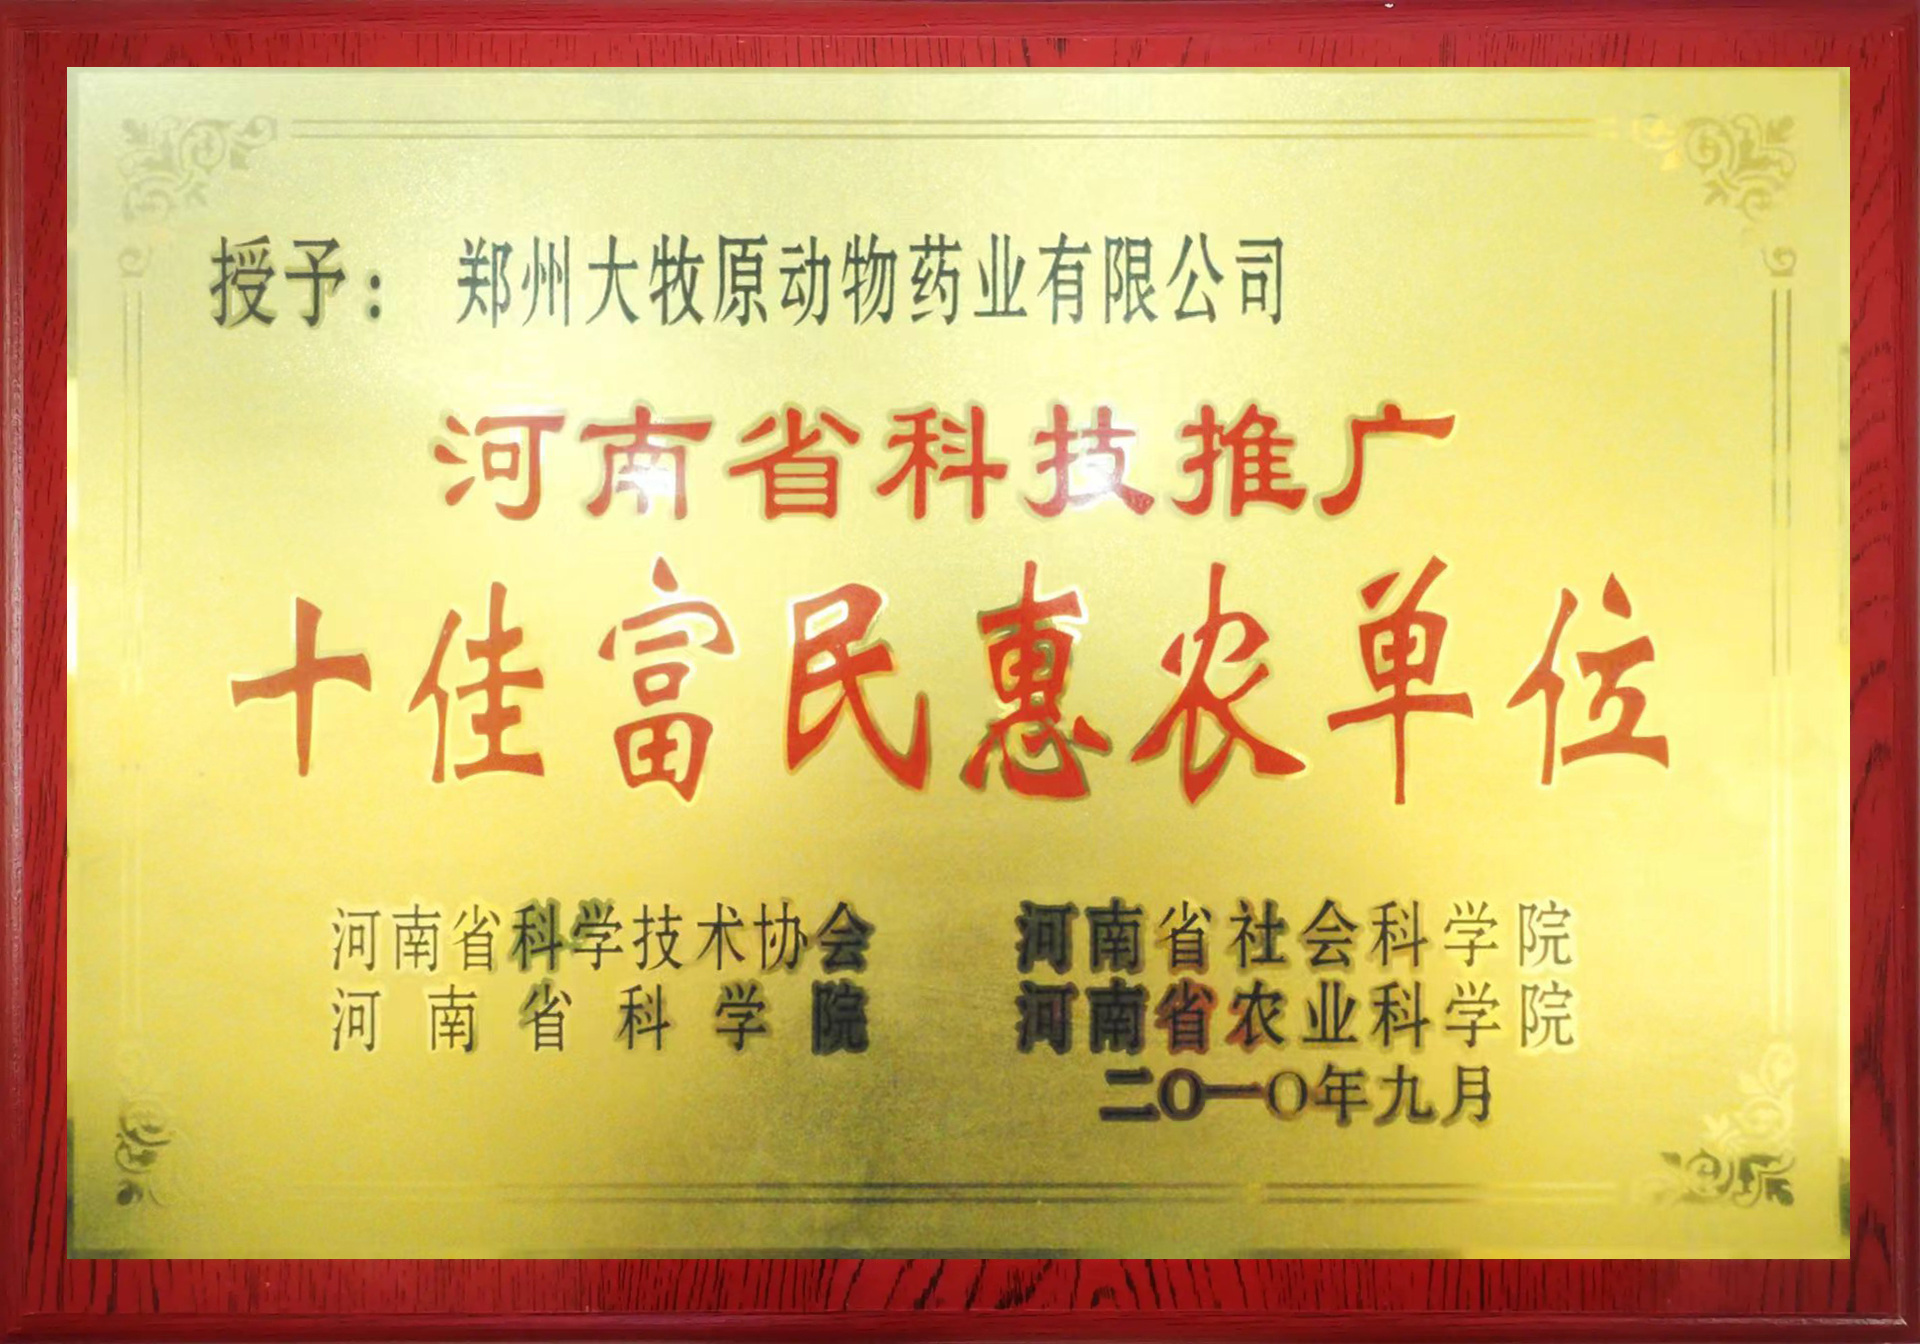 授予：郑州大牧原动物药业有限公司
河南省科技推广
十佳富民惠农单位
河南省科学技术协会 河南省社会科学院
河南省科学院 河南省农业科学院
二〇一〇年九月